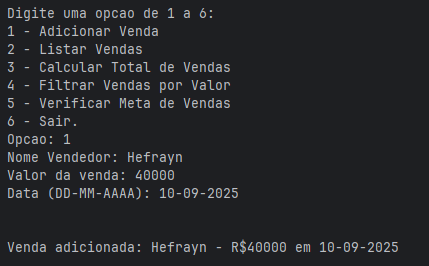 Digite uma opcao de 1 a 6:
1 - Adicionar Venda
2 - Listar Vendas
3 - Calcular Total de Vendas
4 - Filtrar Vendas por Valor
5 - Verificar Meta de Vendas
6 - Sair.
Opcao: 1
Nome Vendedor: Hefrayn
Valor da venda: 40000
Data (DD-MM-AAAA): 10-09-2025
Venda adicionada: Hefrayn - R$40000 em 10-09-2025